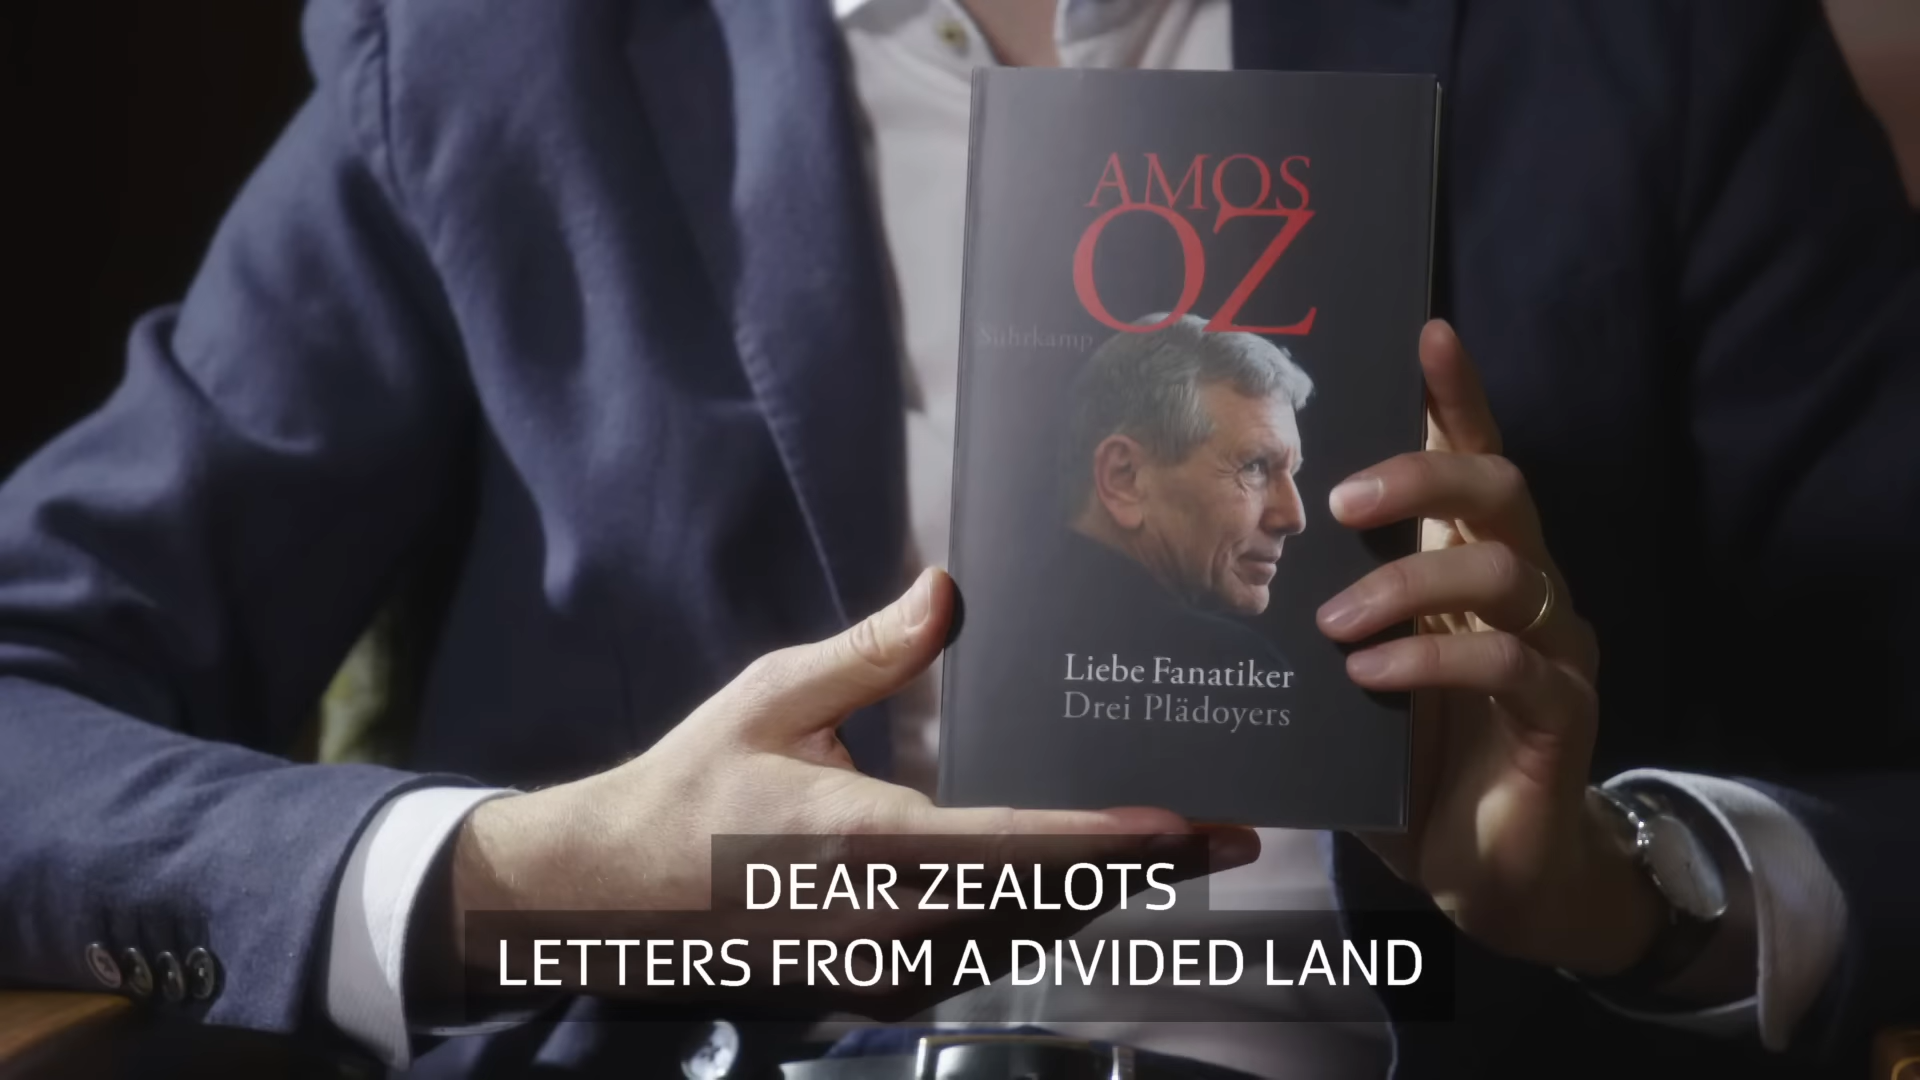 AMOS
OZ
Suhrkamp
Liebe Fanatiker
Drei Plädoyers
DEAR ZEALOTS
LETTERS FROM A DIVIDED LAND